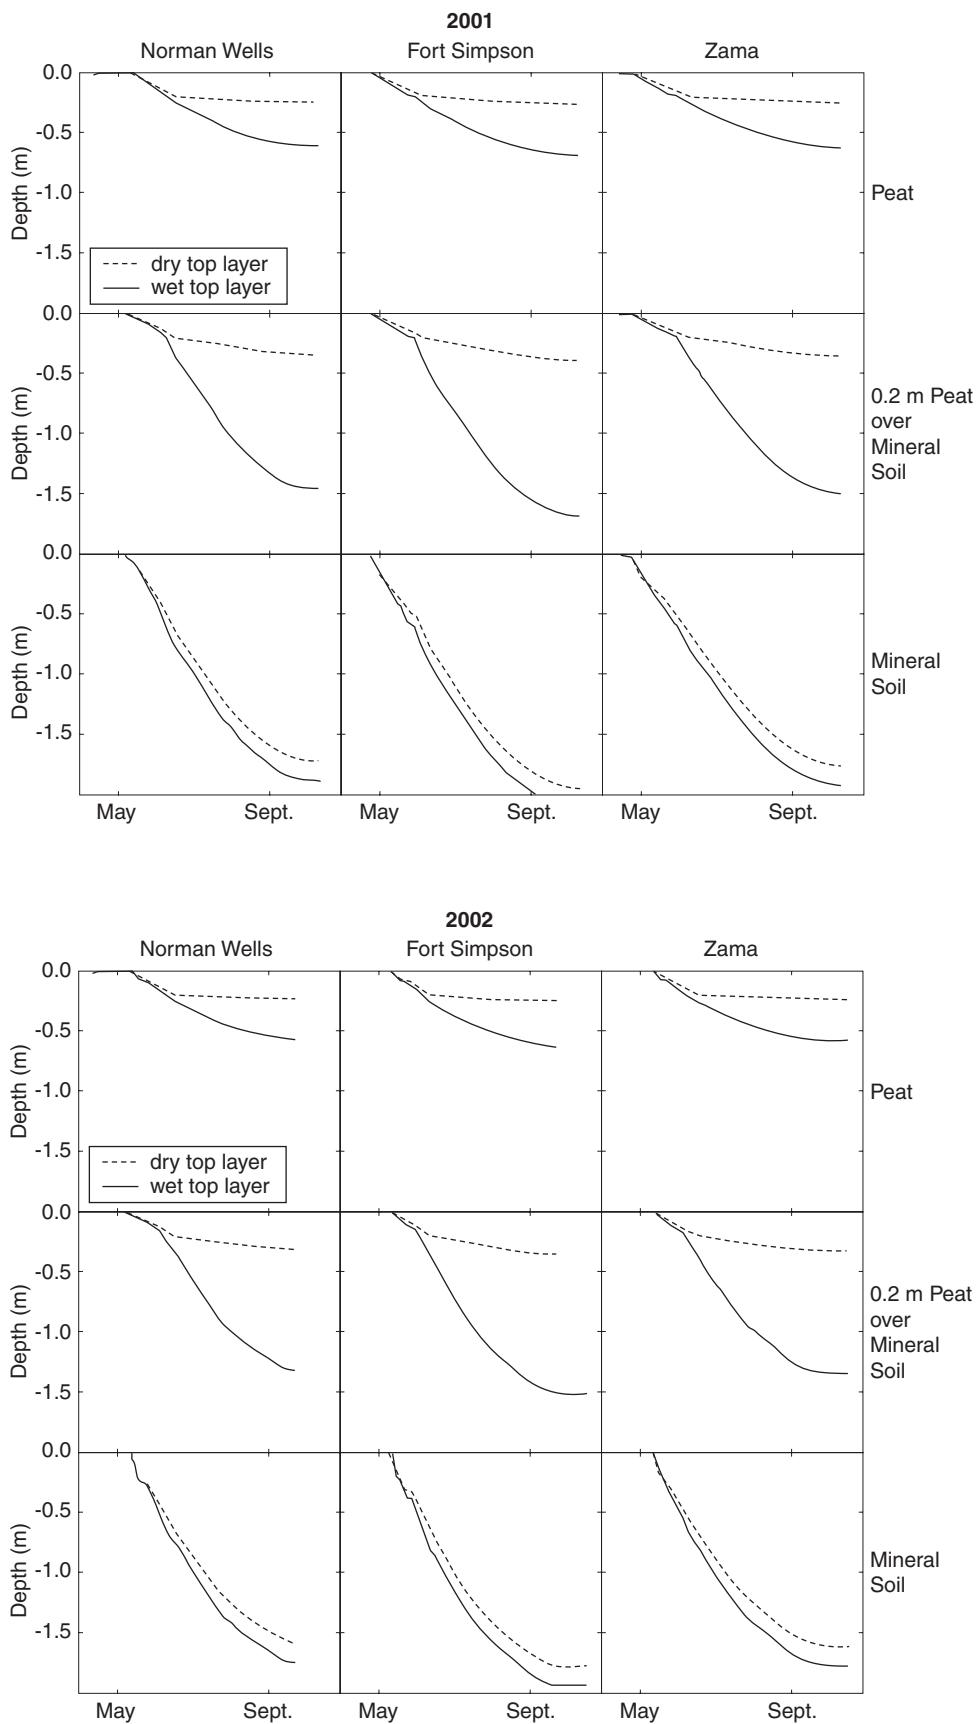 2001
Norman Wells Fort Simpson Zama
0.0
-0.5
-1.0
-1.5
Depth (m)
dry top layer
wet top layer
Peat
0.0
-0.5
-1.0
-1.5
Depth (m)
0.2 m Peat
over
Mineral
Soil
0.0
-0.5
-1.0
-1.5
Depth (m)
Mineral
Soil
May Sept. May Sept. May Sept.
2002
Norman Wells Fort Simpson Zama
0.0
-0.5
-1.0
-1.5
Depth (m)
dry top layer
wet top layer
Peat
0.0
-0.5
-1.0
-1.5
Depth (m)
0.2 m Peat
over
Mineral
Soil
0.0
-0.5
-1.0
-1.5
Depth (m)
Mineral
Soil
May Sept. May Sept. May Sept.